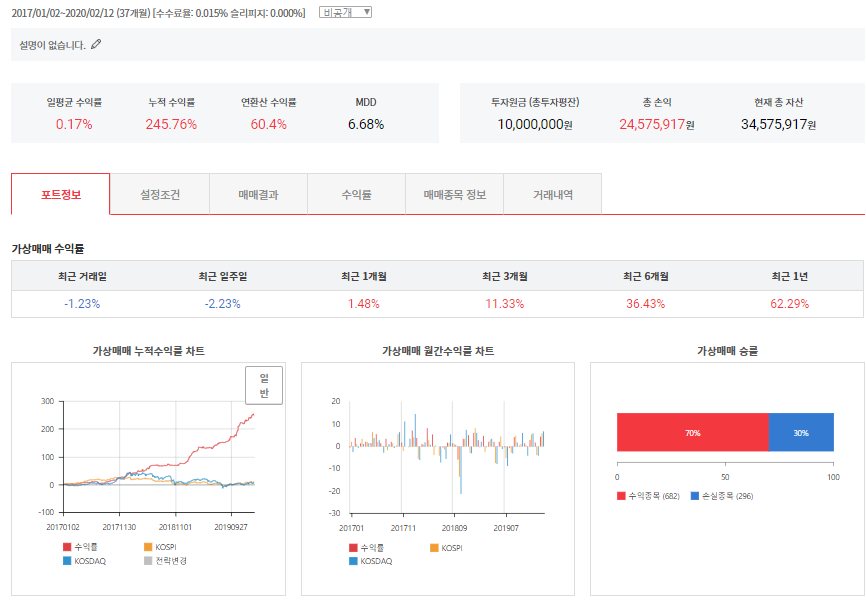 2017/01/02~2020/02/12 (37개월) [수수료율: 0.015% 슬리피지: 0.000%] 비공개 ▼
설명이 없습니다.
일평균 수익률 누적 수익률 연환산 수익률 MDD 투자원금 (총투자평잔) 총 손익 현재 총 자산
0.17% 245.76% 60.4% 6.68% 10,000,000원 24,575,917원 34,575,917원
포트정보 설정조건 매매결과 수익률 매매종목 정보 거래내역
가상매매 수익률
최근 거래일 최근 일주일 최근 1개월 최근 3개월 최근 6개월 최근 1년
-1.23% -2.23% 1.48% 11.33% 36.43% 62.29%
가상매매 누적수익률 차트
일
반
300
200
100
0
-100
20170102 20171130 20181101 20190927
수익률 KOSPI
KOSDAQ 전략변경
가상매매 월간수익률 차트
20
10
0
-10
-20
-30
201701 201711 201809 201907
수익률 KOSPI
KOSDAQ
가상매매 승률
70% 30%
0 50 100
수익종목 (682) 손실종목 (296)